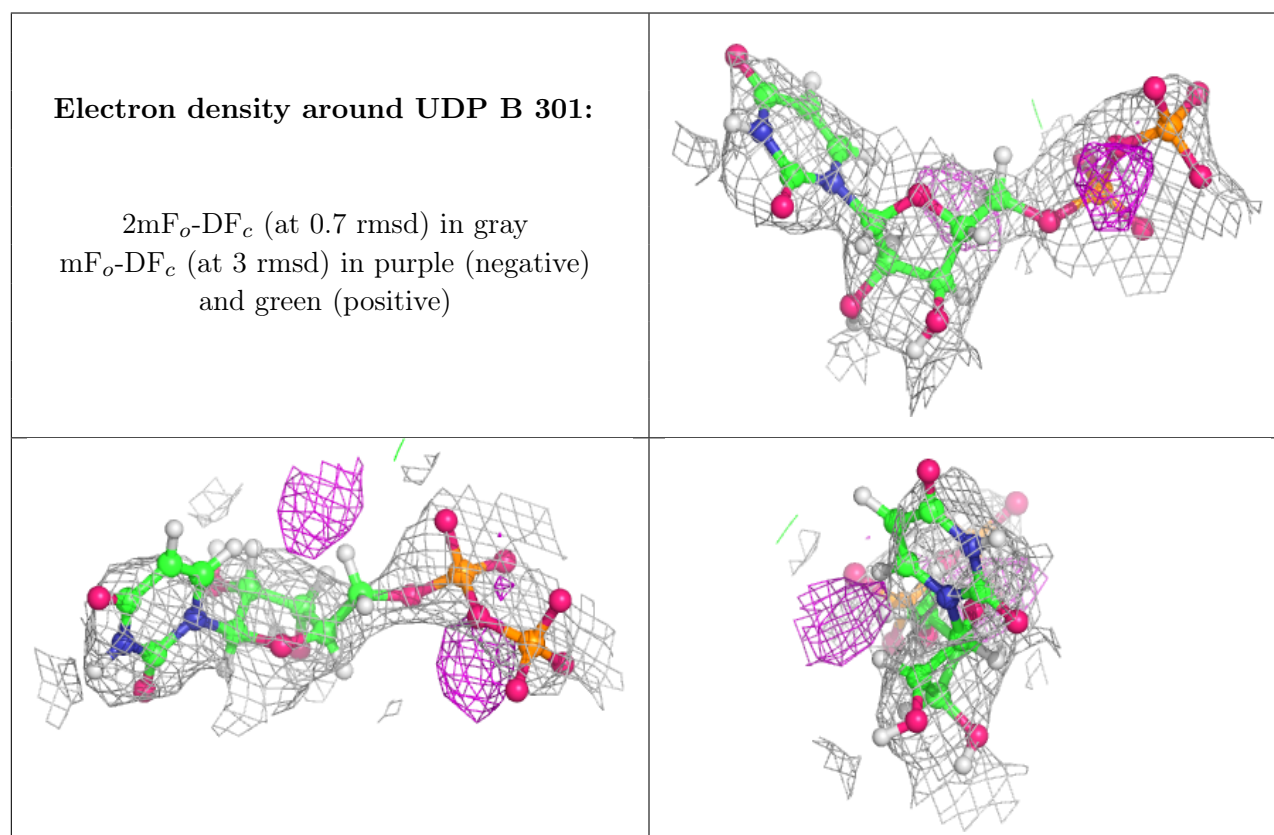 Electron density around UDP B 301:
2mFo-DFc (at 0.7 rmsd) in gray
mFo-DFc (at 3 rmsd) in purple (negative)
and green (positive)